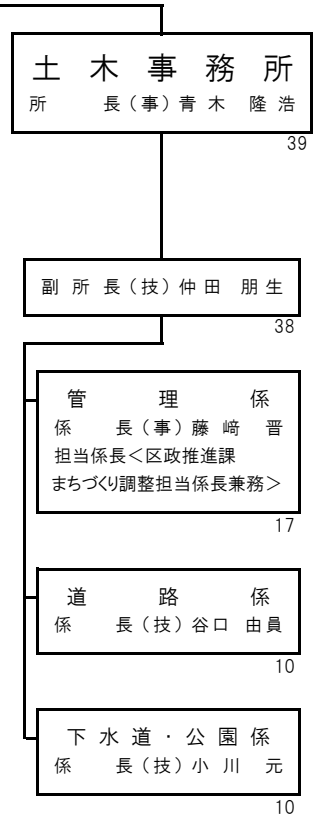 土木事務所
所　　長（事）青木　隆浩
39
副所長（技）仲田　朋生
38
管　理　係
係　　長（事）藤﨑　晋
担当係長＜区政推進課
まちづくり調整担当係長兼務＞
17
道　路　係
係　　長（技）谷口　由員
10
下水道・公園係
係　　長（技）小川　元
10